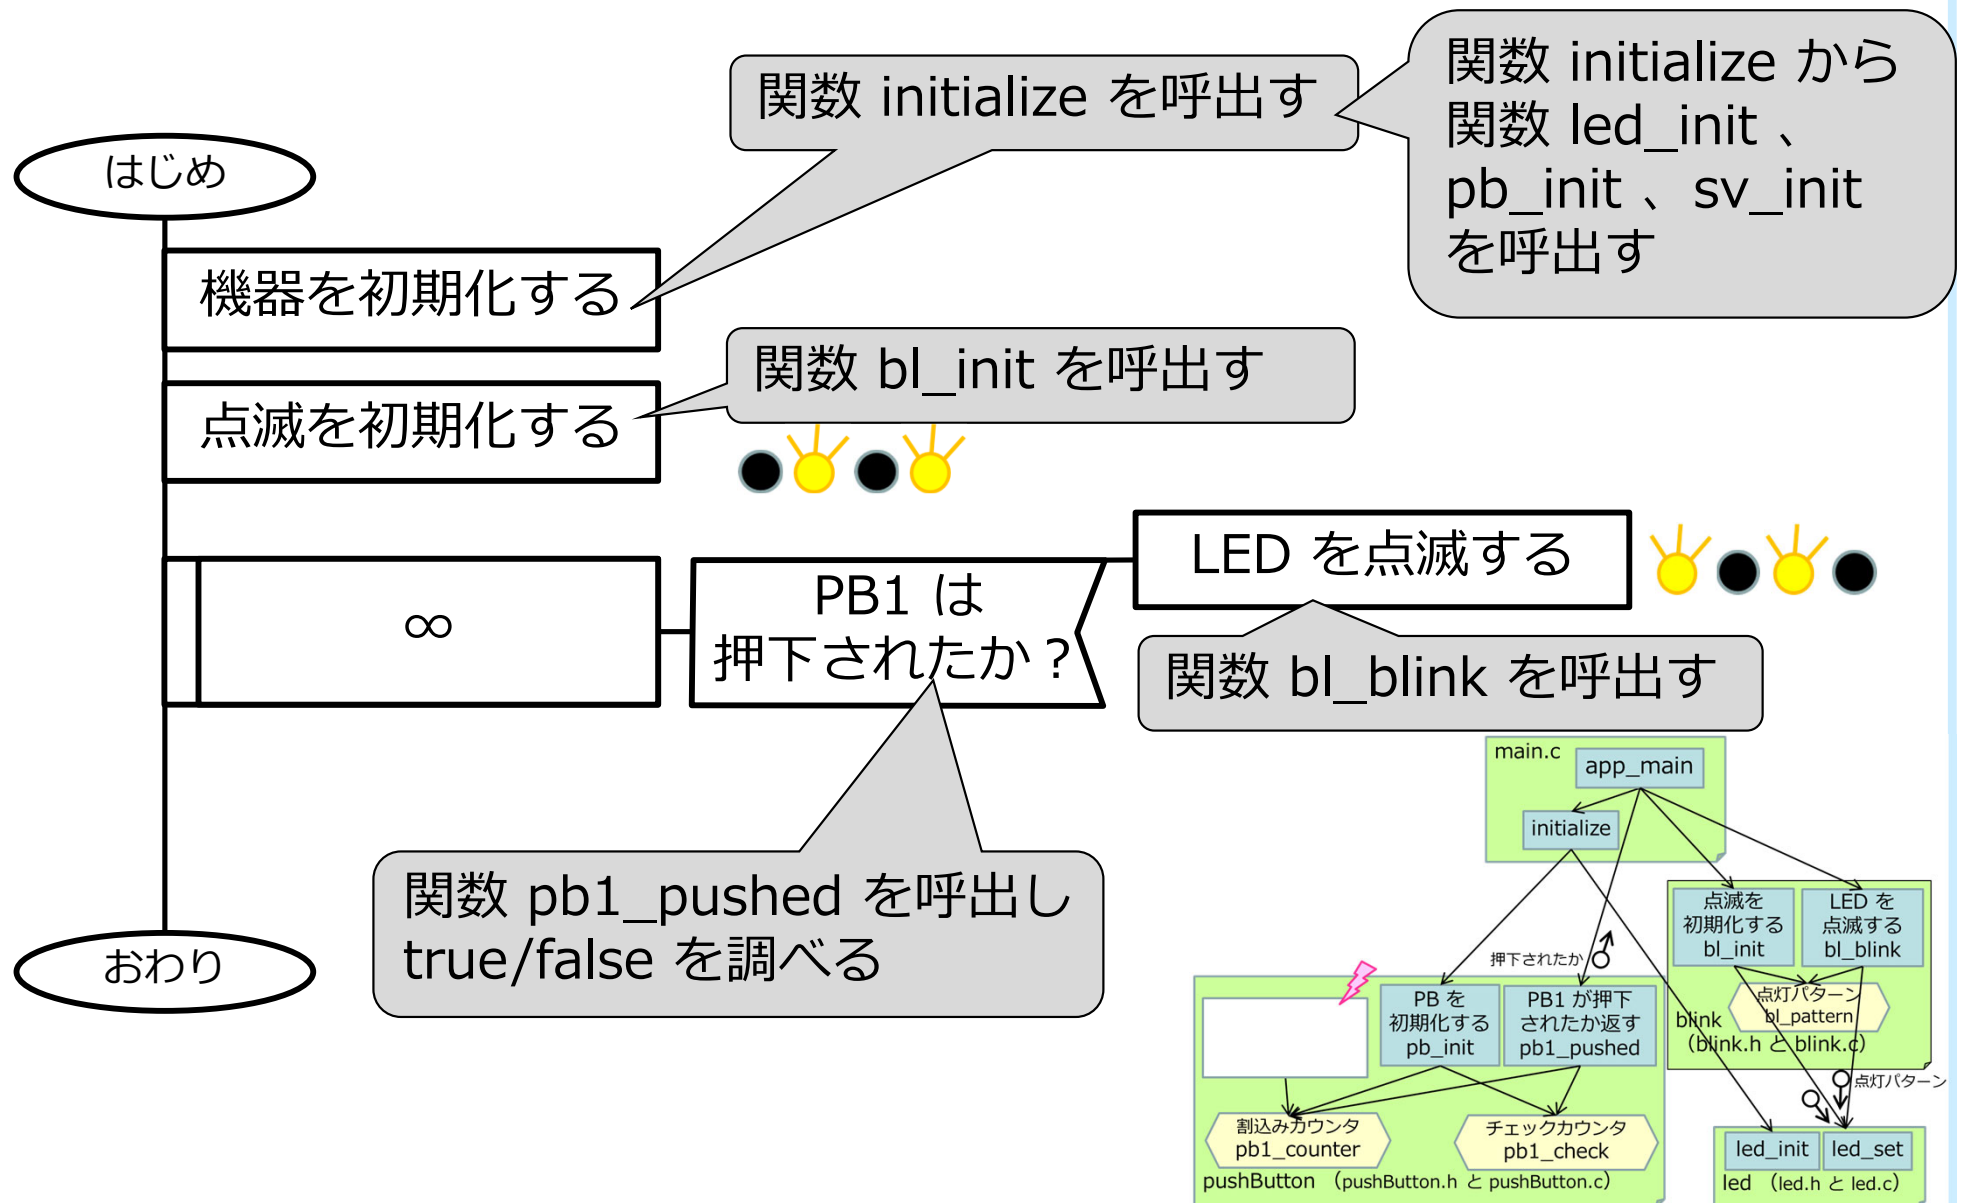 関数 initialize を呼出す
関数 initialize から
関数 led_init 、
pb_init 、sv_init
を呼出す
はじめ
機器を初期化する
関数 bl_init を呼出す
点滅を初期化する
∞
PB1 は
押下されたか？
LED を点滅する
関数 bl_blink を呼出す
関数 pb1_pushed を呼出し
true/false を調べる
おわり
main.c
app_main
initialize
点滅を
初期化する
bl_init
LED を
点滅する
bl_blink
点灯パターン
bl_pattern
blink
（blink.h と blink.c）
押下されたか
PB を
初期化する
pb_init
PB1 が押下
されたか返す
pb1_pushed
割込みカウンタ
pb1_counter
チェックカウンタ
pb1_check
pushButton （pushButton.h と pushButton.c）
点灯パターン
led_init
led_set
led （led.h と led.c）